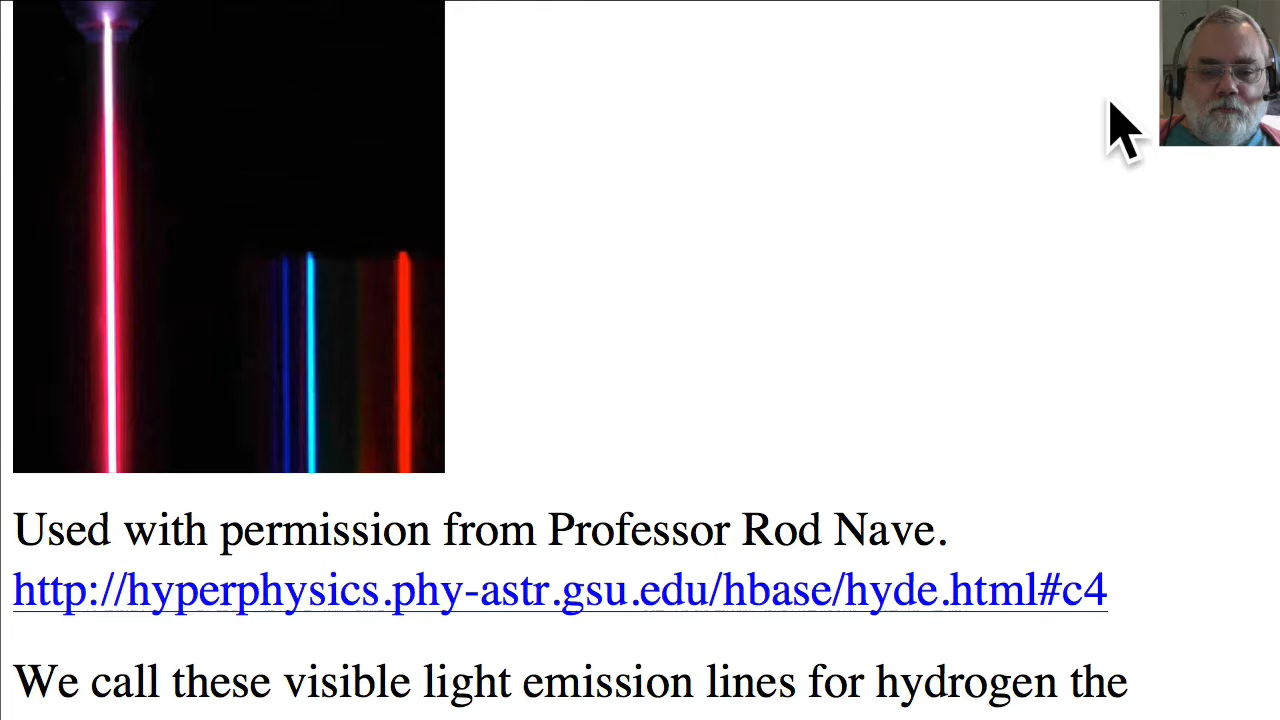 Used with permission from Professor Rod Nave.
http://hyperphysics.phy-astr.gsu.edu/hbase/hyde.html#c4
We call these visible light emission lines for hydrogen the